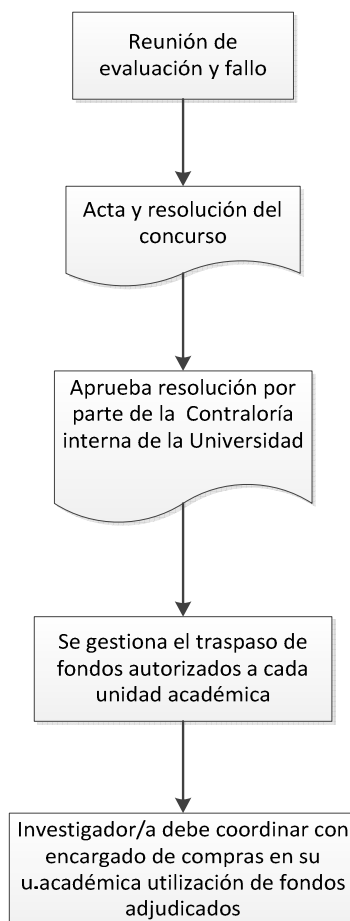 Reunión de
evaluación y fallo
Acta y resolución del
concurso
Aprueba resolución por
parte de la Contraloría
interna de la Universidad
Se gestiona el traspaso de
fondos autorizados a cada
unidad académica
Investigador/a debe coordinar con
encargado de compras en su
u.académica utilización de fondos
adjudicados